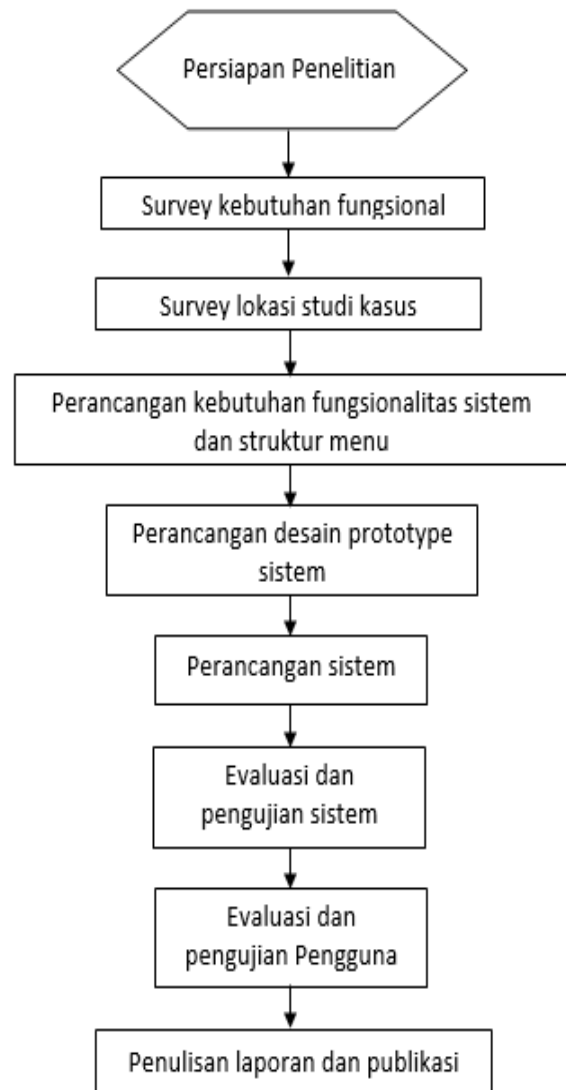 Persiapan Penelitian
Survey kebutuhan fungsional
Survey lokasi studi kasus
Perancangan kebutuhan fungsionalitas sistem
dan struktur menu
Perancangan desain prototype
sistem
Perancangan sistem
Evaluasi dan
pengujian sistem
Evaluasi dan
pengujian Pengguna
Penulisan laporan dan publikasi